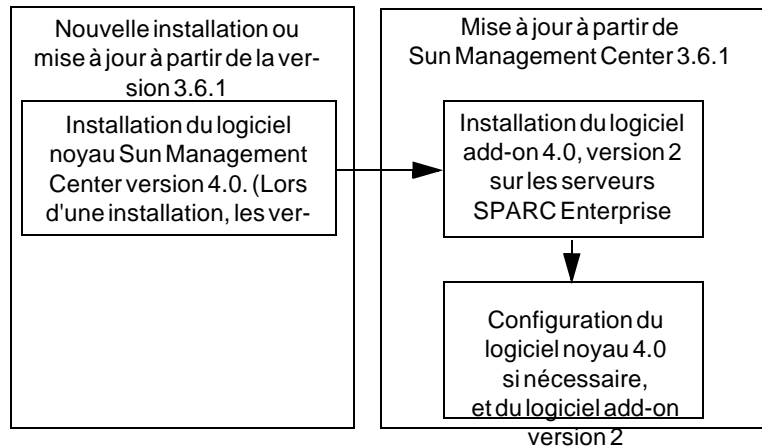 Nouvelle installation ou
mise à jour à partir de la ver-
sion 3.6.1
Installation du logiciel
noyau Sun Management
Center version 4.0. (Lors
d'une installation, les ver-
Mise à jour à partir de
Sun Management Center 3.6.1
Installation du logiciel
add-on 4.0, version 2
sur les serveurs
SPARC Enterprise
Configuration du
logiciel noyau 4.0
si nécessaire,
et du logiciel add-on
version 2